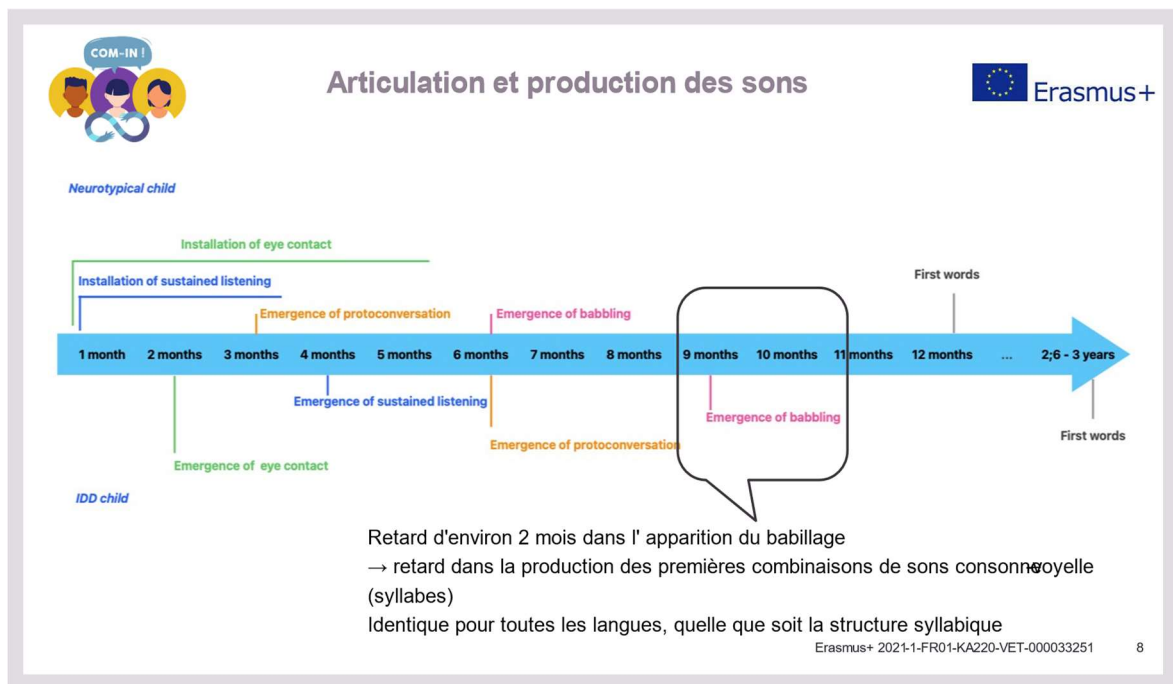 COM-IN !
Articulation et production des sons
Erasmus+
Neurotypical child
Installation of eye contact
Installation of sustained listening
First words
Emergence of protoconversation
Emergence of babbling
1 month 2 months 3 months 4 months 5 months 6 months 7 months 8 months 9 months 10 months 11 months 12 months ... 2;6 - 3 years
Emergence of sustained listening
Emergence of babbling
Emergence of protoconversation
First words
Emergence of eye contact
IDD child
Retard d'environ 2 mois dans l' apparition du babillage
→ retard dans la production des premières combinaisons de sons consonne-voyelle
(syllabes)
Identique pour toutes les langues, quelle que soit la structure syllabique
Erasmus+ 2021-1-FR01-KA220-VET-000033251
8